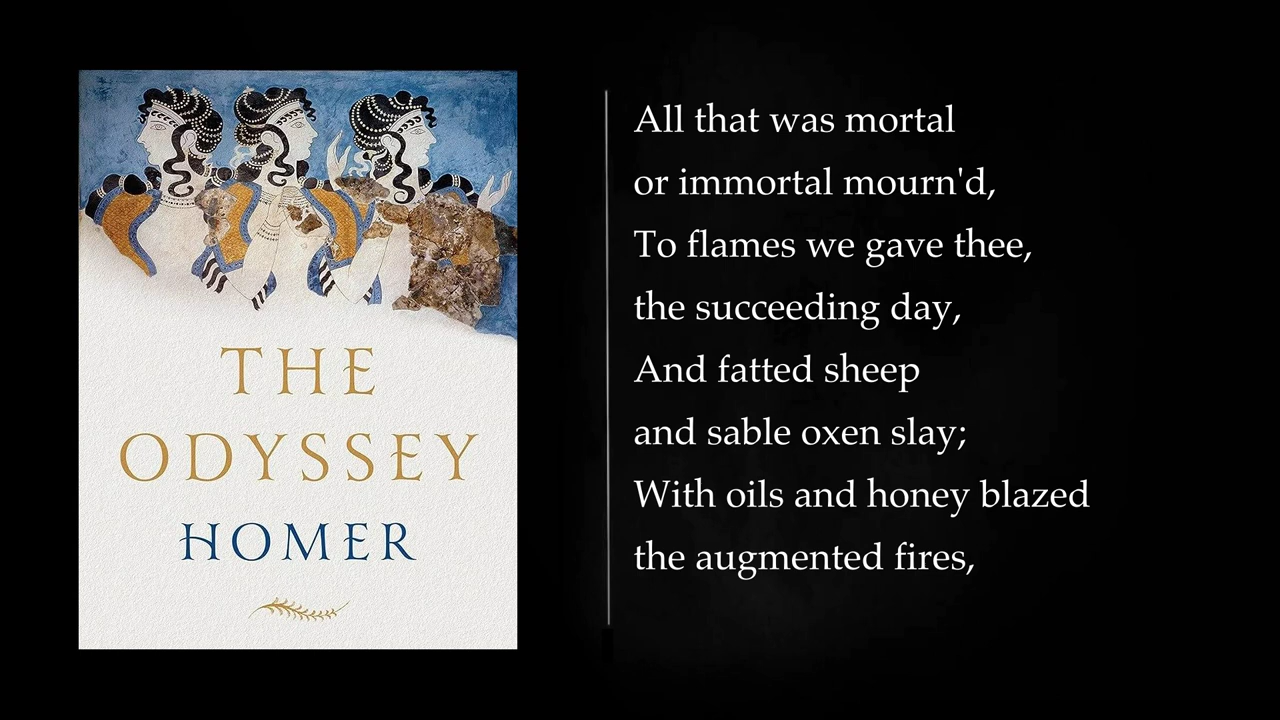 THE
ODYSSEY
HOMER
All that was mortal
or immortal mourn'd,
To flames we gave thee,
the succeeding day,
And fatted sheep
and sable oxen slay;
With oils and honey blazed
the augmented fires,